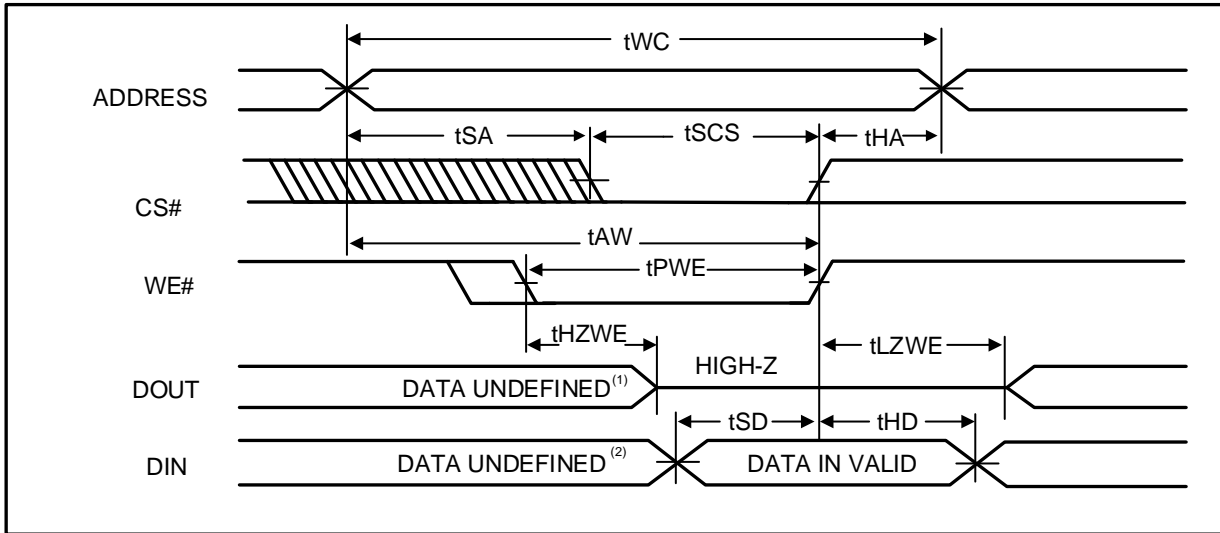 tWC
ADDRESS
tSA
tSCS
tHA
CS#
tAW
tPWE
WE#
tHZWE
tLZWE
HIGH-Z
DOUT
DATA UNDEFINED(1)
tSD
tHD
DIN
DATA UNDEFINED(2)
DATA IN VALID